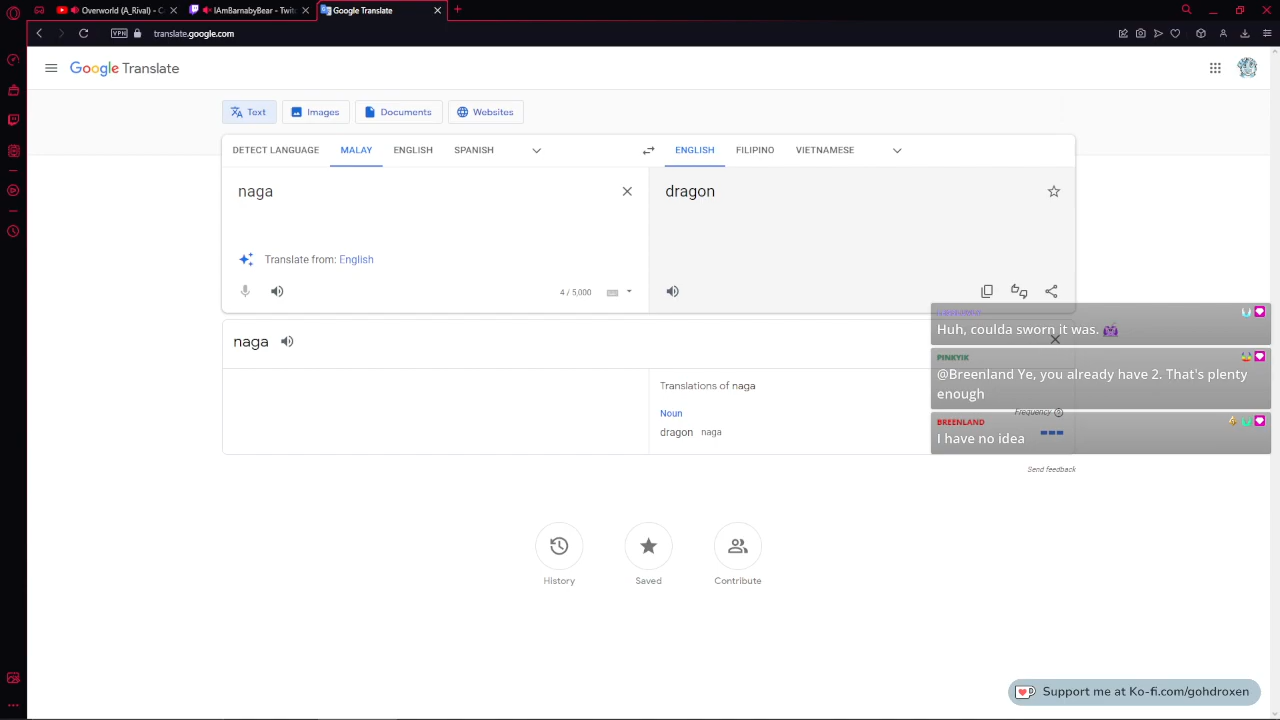 Overworld (A_Rival) - C
IAmBarnabyBear - Twitc
Google Translate
VPN
translate.google.com
Google Translate
Text
Images
Documents
Websites
DETECT LANGUAGE
MALAY
ENGLISH
SPANISH
ENGLISH
FILIPINO
VIETNAMESE
naga
dragon
Translate from: English
4 / 5,000
naga
Translations of naga
Noun
dragon naga
Frequency
Send feedback
Huh, coulda sworn it was.
PINKYIK
@Breenland Ye, you already have 2. That's plenty
enough
BREENLAND
I have no idea
History
Saved
Contribute
Support me at Ko-fi.com/gohdroxen